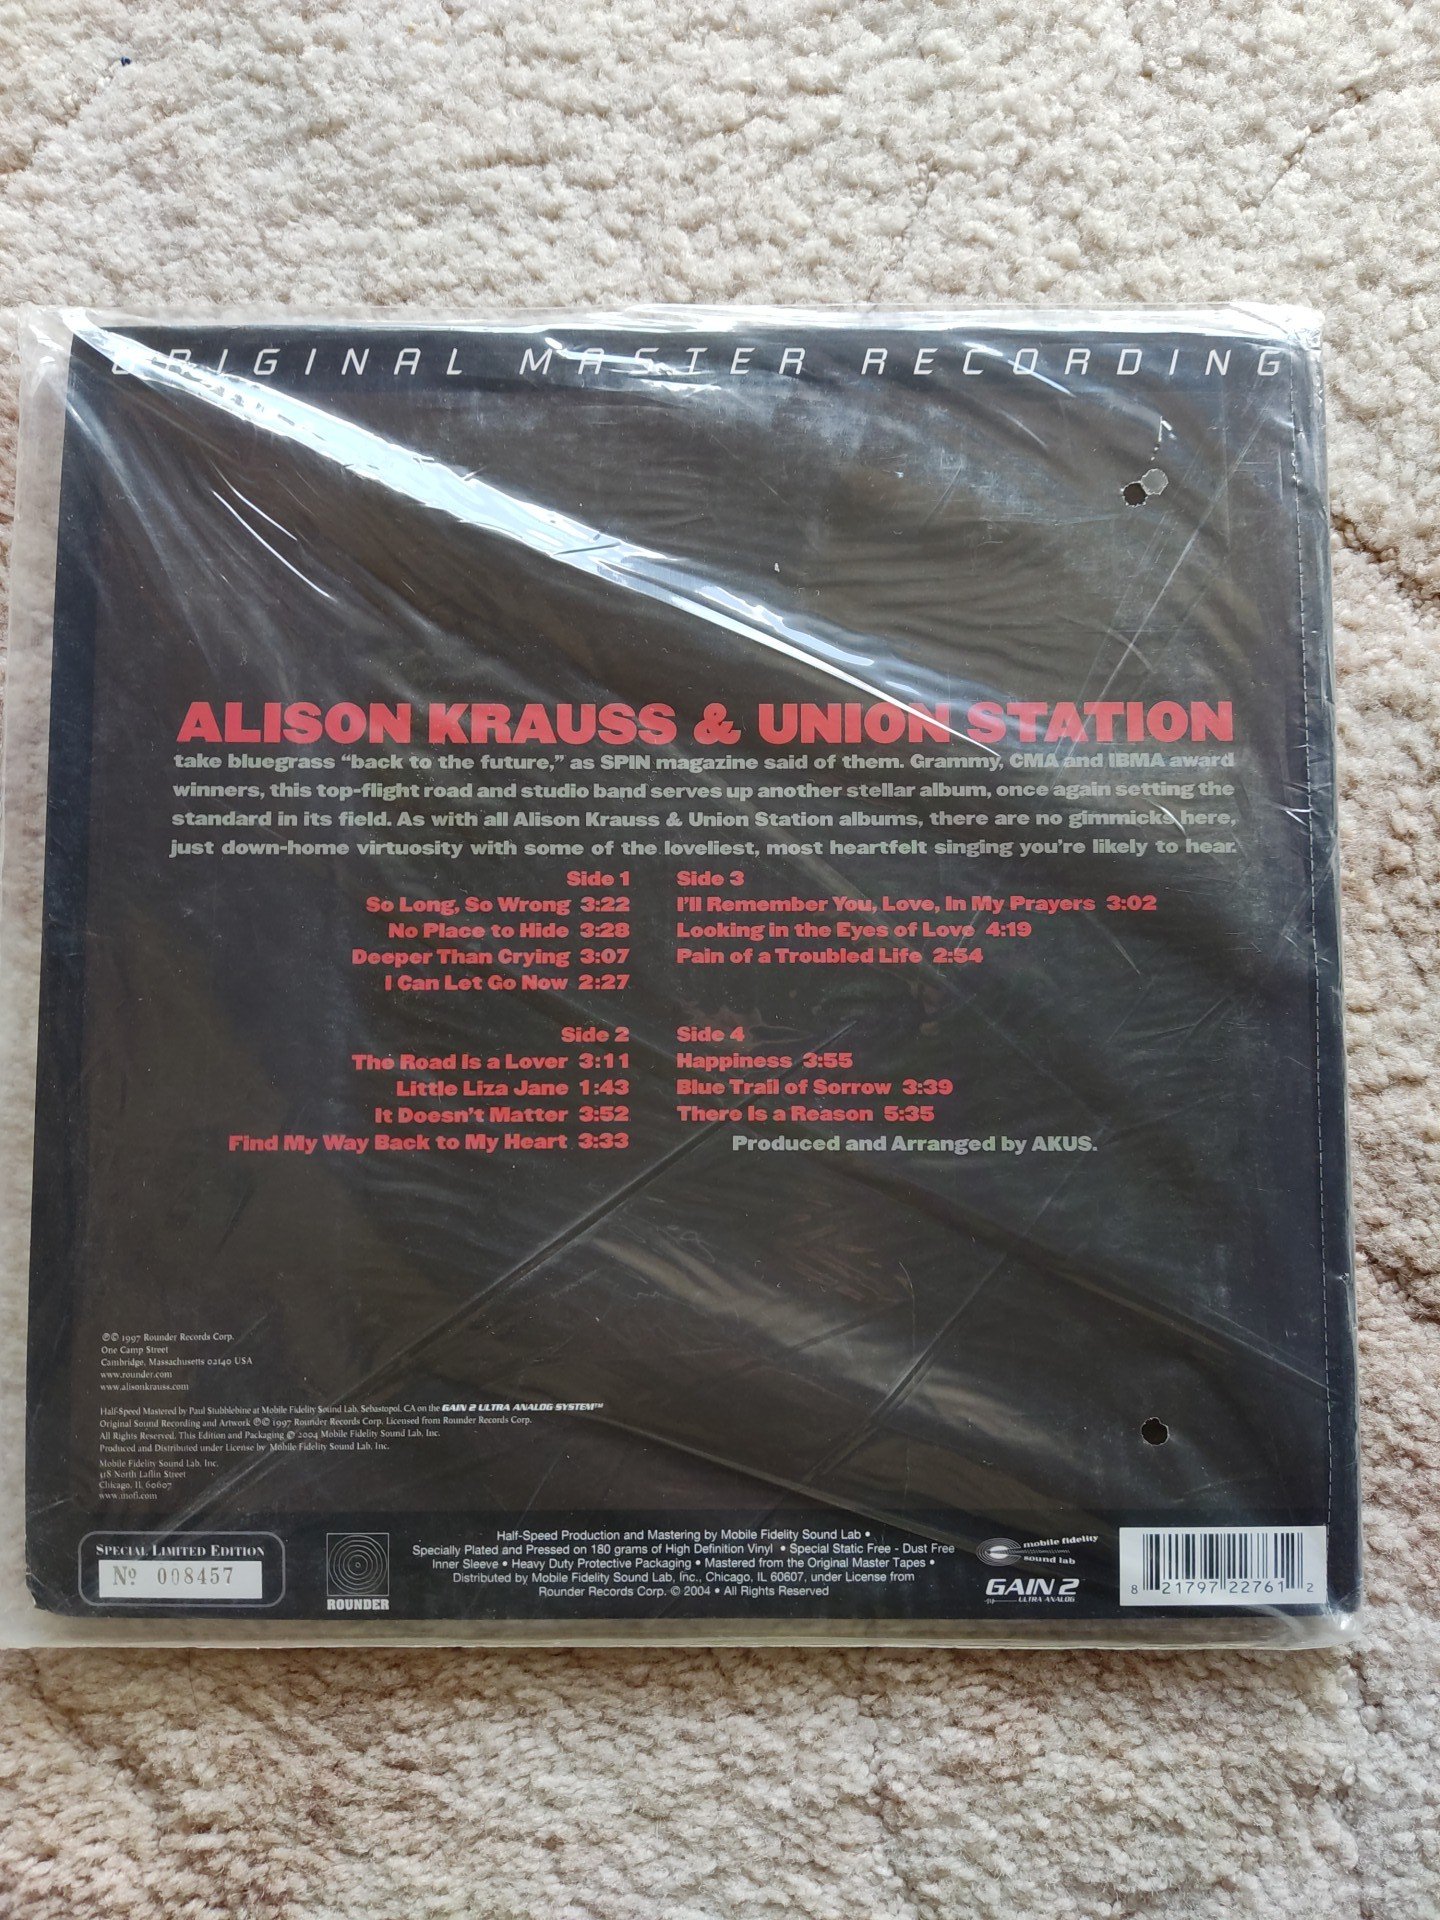 ORIGINAL MASTER RECORDING
ALISON KRAUSS & UNION STATION
take bluegrass “back to the future,” as SPIN magazine said of them. Grammy, CMA and IBMA award
winners, this top-flight road and studio band serves up another stellar album, once again setting the
standard in its field. As with all Alison Krauss & Union Station albums, there are no gimmicks here,
just down-home virtuosity with some of the loveliest, most heartfelt singing you’re likely to hear.
Side 1
So Long, So Wrong 3:22
No Place to Hide 3:28
Deeper Than Crying 3:07
I Can Let Go Now 2:27
Side 2
The Road Is a Lover 3:11
Little Liza Jane 1:43
It Doesn’t Matter 3:52
Find My Way Back to My Heart 3:33
Side 3
I’ll Remember You, Love, In My Prayers 3:02
Looking in the Eyes of Love 4:19
Pain of a Troubled Life 2:54
Side 4
Happiness 3:55
Blue Trail of Sorrow 3:39
There Is a Reason 5:35
Produced and Arranged by AKUS.
℗© 1997 Rounder Records Corp.
One Camp Street
Cambridge, Massachusetts 02140 USA
www.rounder.com
www.alisonkrauss.com
Half-Speed Mastered by Paul Stubblebine at Mobile Fidelity Sound Lab, Sebastopol, CA on the GAIN 2 ULTRA ANALOG SYSTEM™
Original Sound Recording and Artwork ℗© 1997 Rounder Records Corp. Licensed from Rounder Records Corp.
All Rights Reserved. This Edition and Packaging ℗ 2004 Mobile Fidelity Sound Lab, Inc.
Produced and Distributed under License by Mobile Fidelity Sound Lab, Inc.
Mobile Fidelity Sound Lab, Inc.
318 North Laflin Street
Chicago, IL 60607
www.mofi.com
SPECIAL LIMITED EDITION
No 008457
ROUNDER
Half-Speed Production and Mastering by Mobile Fidelity Sound Lab •
Specially Plated and Pressed on 180 grams of High Definition Vinyl • Special Static Free - Dust Free
Inner Sleeve • Heavy Duty Protective Packaging • Mastered from the Original Master Tapes •
Distributed by Mobile Fidelity Sound Lab, Inc., Chicago, IL 60607, under License from
Rounder Records Corp. © 2004 • All Rights Reserved
mobile fidelity
sound lab
GAIN 2
ULTRA ANALOG
8 21797 22761 2